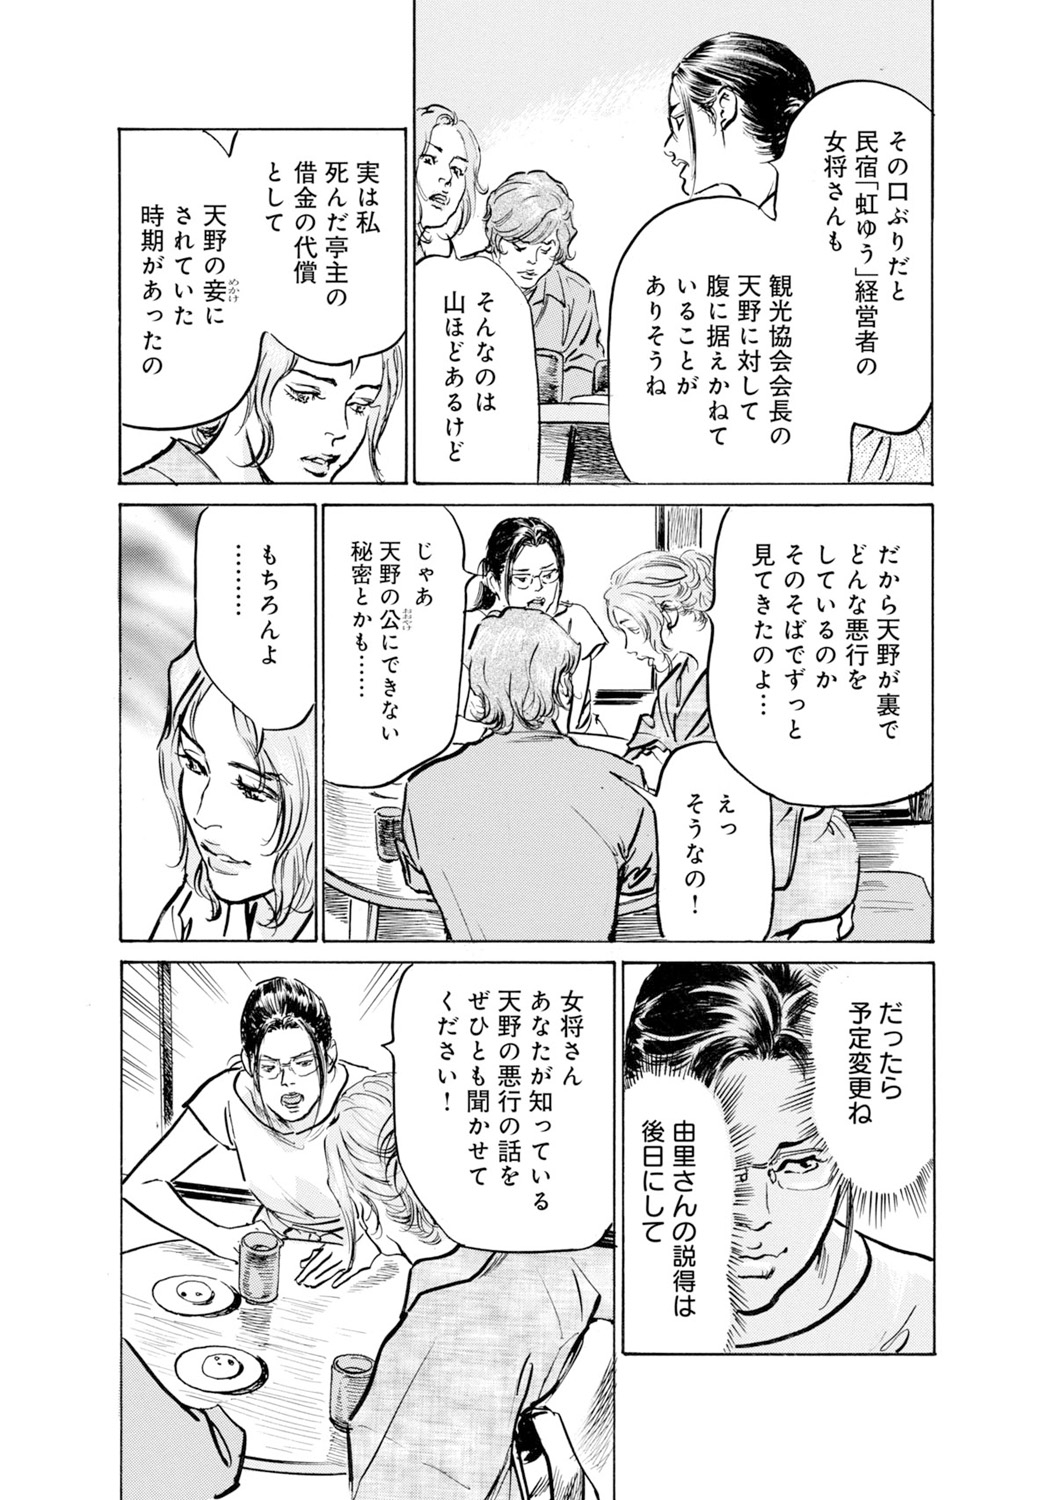 その口ぶりだと
民宿「虹ゆう」経営者の
女将さんも
観光協会会長の
天野に対して
腹に据えかねて
いることが
ありそうね
そんなのは
山ほどあるけど
実は私
死んだ亭主の
借金の代償
として
天野の妾に
めかけ
されていた
時期があったの
だから天野が裏で
どんな悪行を
しているのか
そのそばでずっと
見てきたのよ…
えっ
そうなの！
じゃあ
天野の公にできない
おおやけ
秘密とかも……
もちろんよ
………
だったら
予定変更ね
由里さんの説得は
後日にして
女将さん
あなたが知っている
天野の悪行の話を
ぜひとも聞かせて
ください！